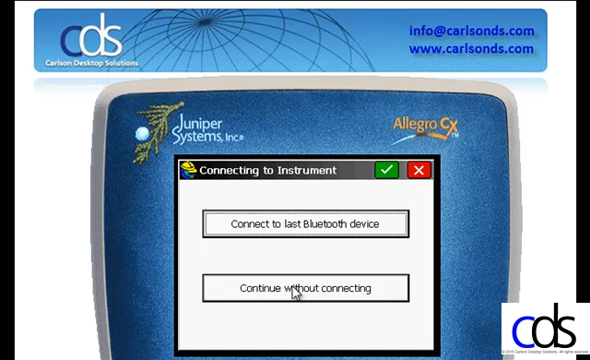 cds
Carlson Desktop Solutions
info@carlsonds.com
www.carlsonds.com
Juniper
Systems, Inc.®
Allegro CX™
Connecting to Instrument
Connect to last Bluetooth device
Continue without connecting
cds